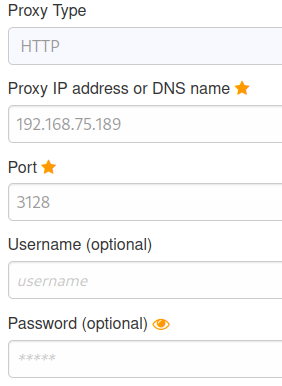 Proxy Type
HTTP
Proxy IP address or DNS name
192.168.75.189
Port
3128
Username (optional)
username
Password (optional)
*****